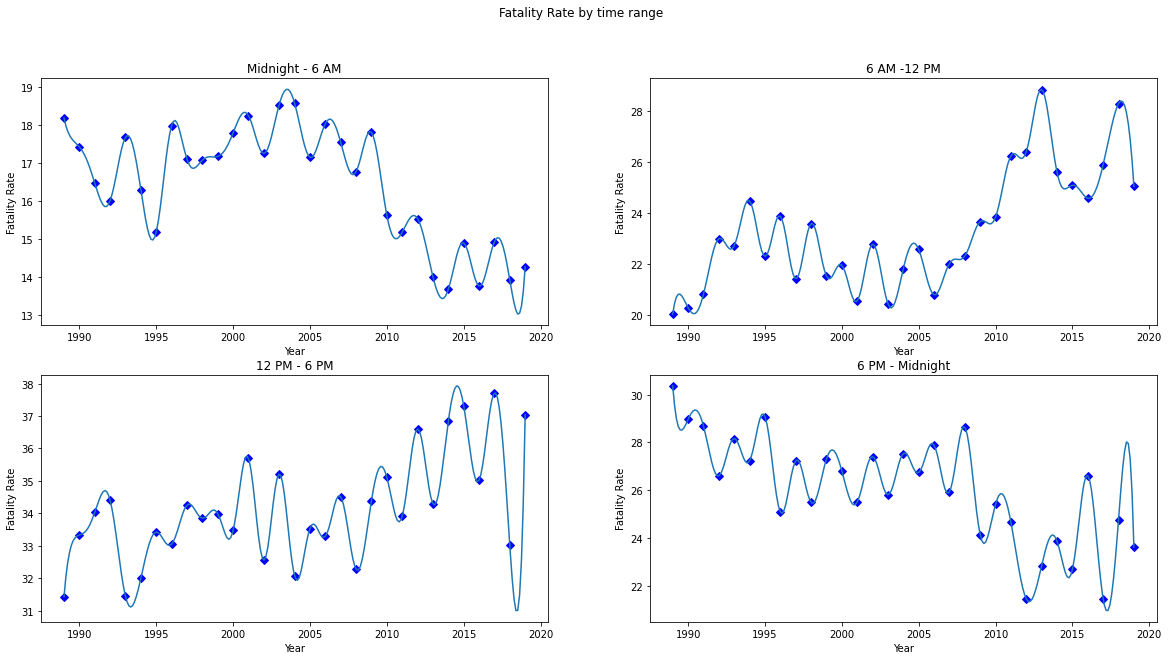 Fatality Rate by time range
Midnight - 6 AM
19
18
17
16
15
14
13
Fatality Rate
1990 1995 2000 2005 2010 2015 2020
Year
6 AM -12 PM
28
26
24
22
20
Fatality Rate
1990 1995 2000 2005 2010 2015 2020
Year
12 PM - 6 PM
38
37
36
35
34
33
32
31
Fatality Rate
1990 1995 2000 2005 2010 2015 2020
Year
6 PM - Midnight
30
28
26
24
22
Fatality Rate
1990 1995 2000 2005 2010 2015 2020
Year